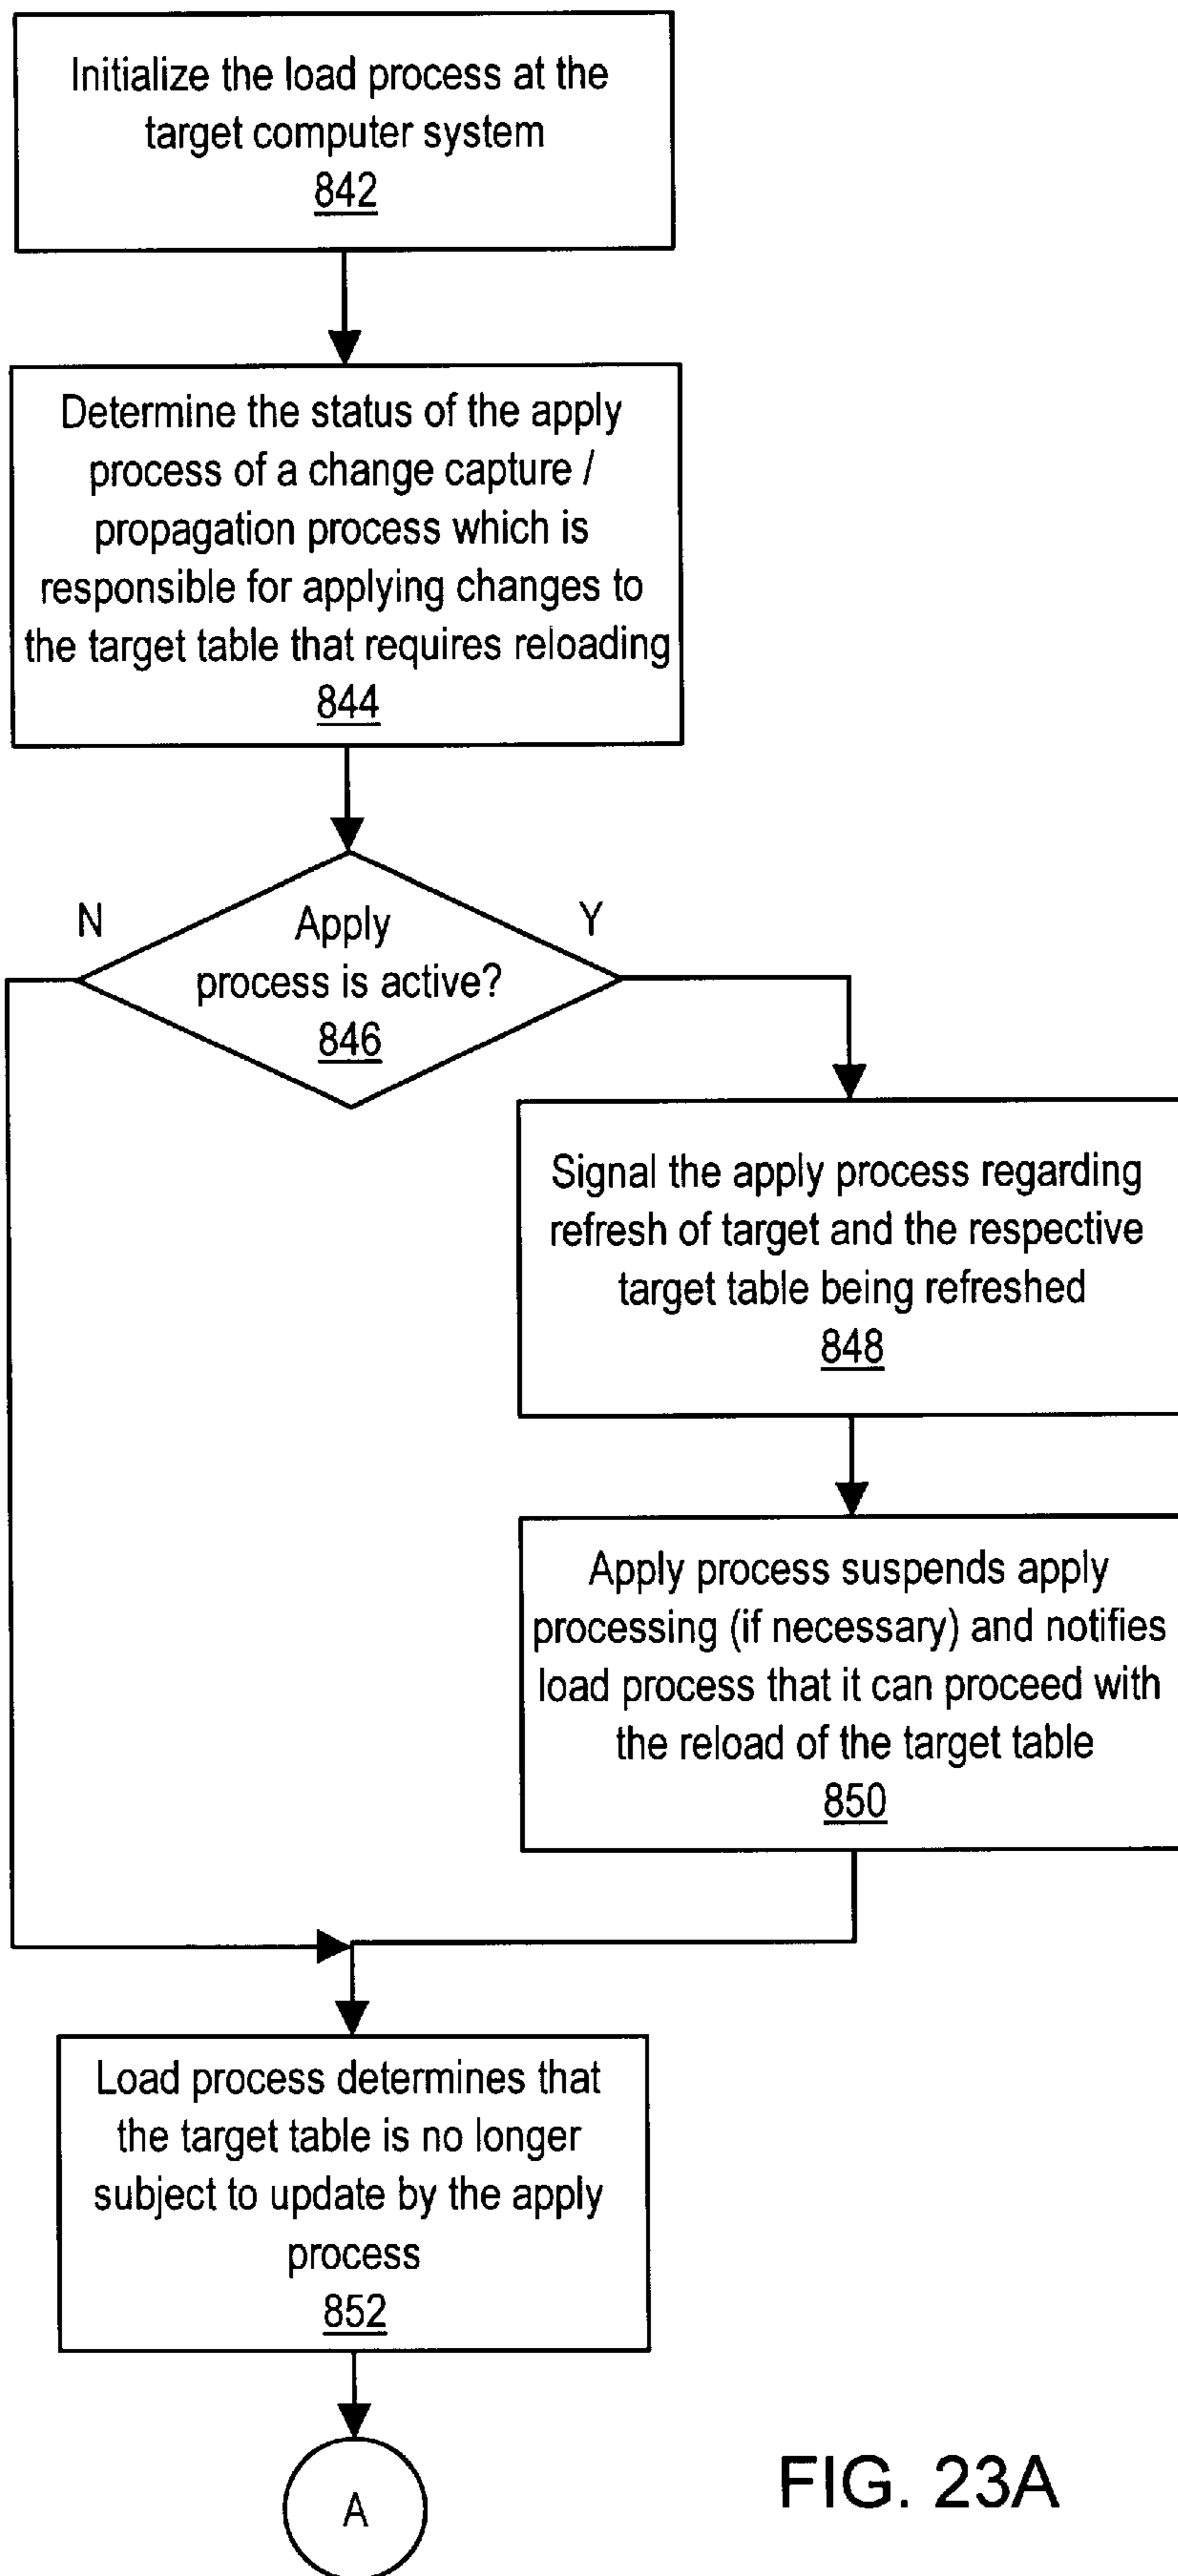 Initialize the load process at the
target computer system
842
Determine the status of the apply
process of a change capture /
propagation process which is
responsible for applying changes to
the target table that requires reloading
844
N
Y
Apply
process is active?
846
Signal the apply process regarding
refresh of target and the respective
target table being refreshed
848
Apply process suspends apply
processing (if necessary) and notifies
load process that it can proceed with
the reload of the target table
850
Load process determines that
the target table is no longer
subject to update by the apply
process
852
A
FIG. 23A